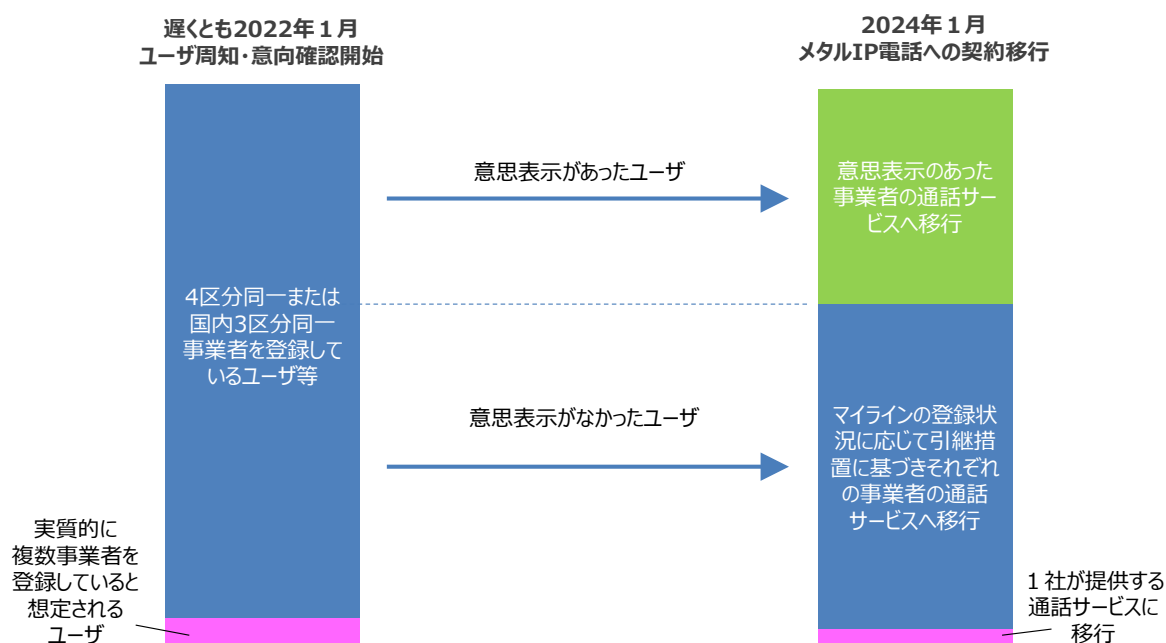 遅くとも2022年１月
ユーザ周知・意向確認開始
2024年１月
メタルIP電話への契約移行
意思表示があったユーザ
意思表示のあった
事業者の通話サー
ビスへ移行
4区分同一または
国内3区分同一
事業者を登録して
いるユーザ等
意思表示がなかったユーザ
マイラインの登録状
況に応じて引継措
置に基づきそれぞれ
の事業者の通話
サービスへ移行
実質的に
複数事業者を
登録していると
想定される
ユーザ
１社が提供する
通話サービスに
移行